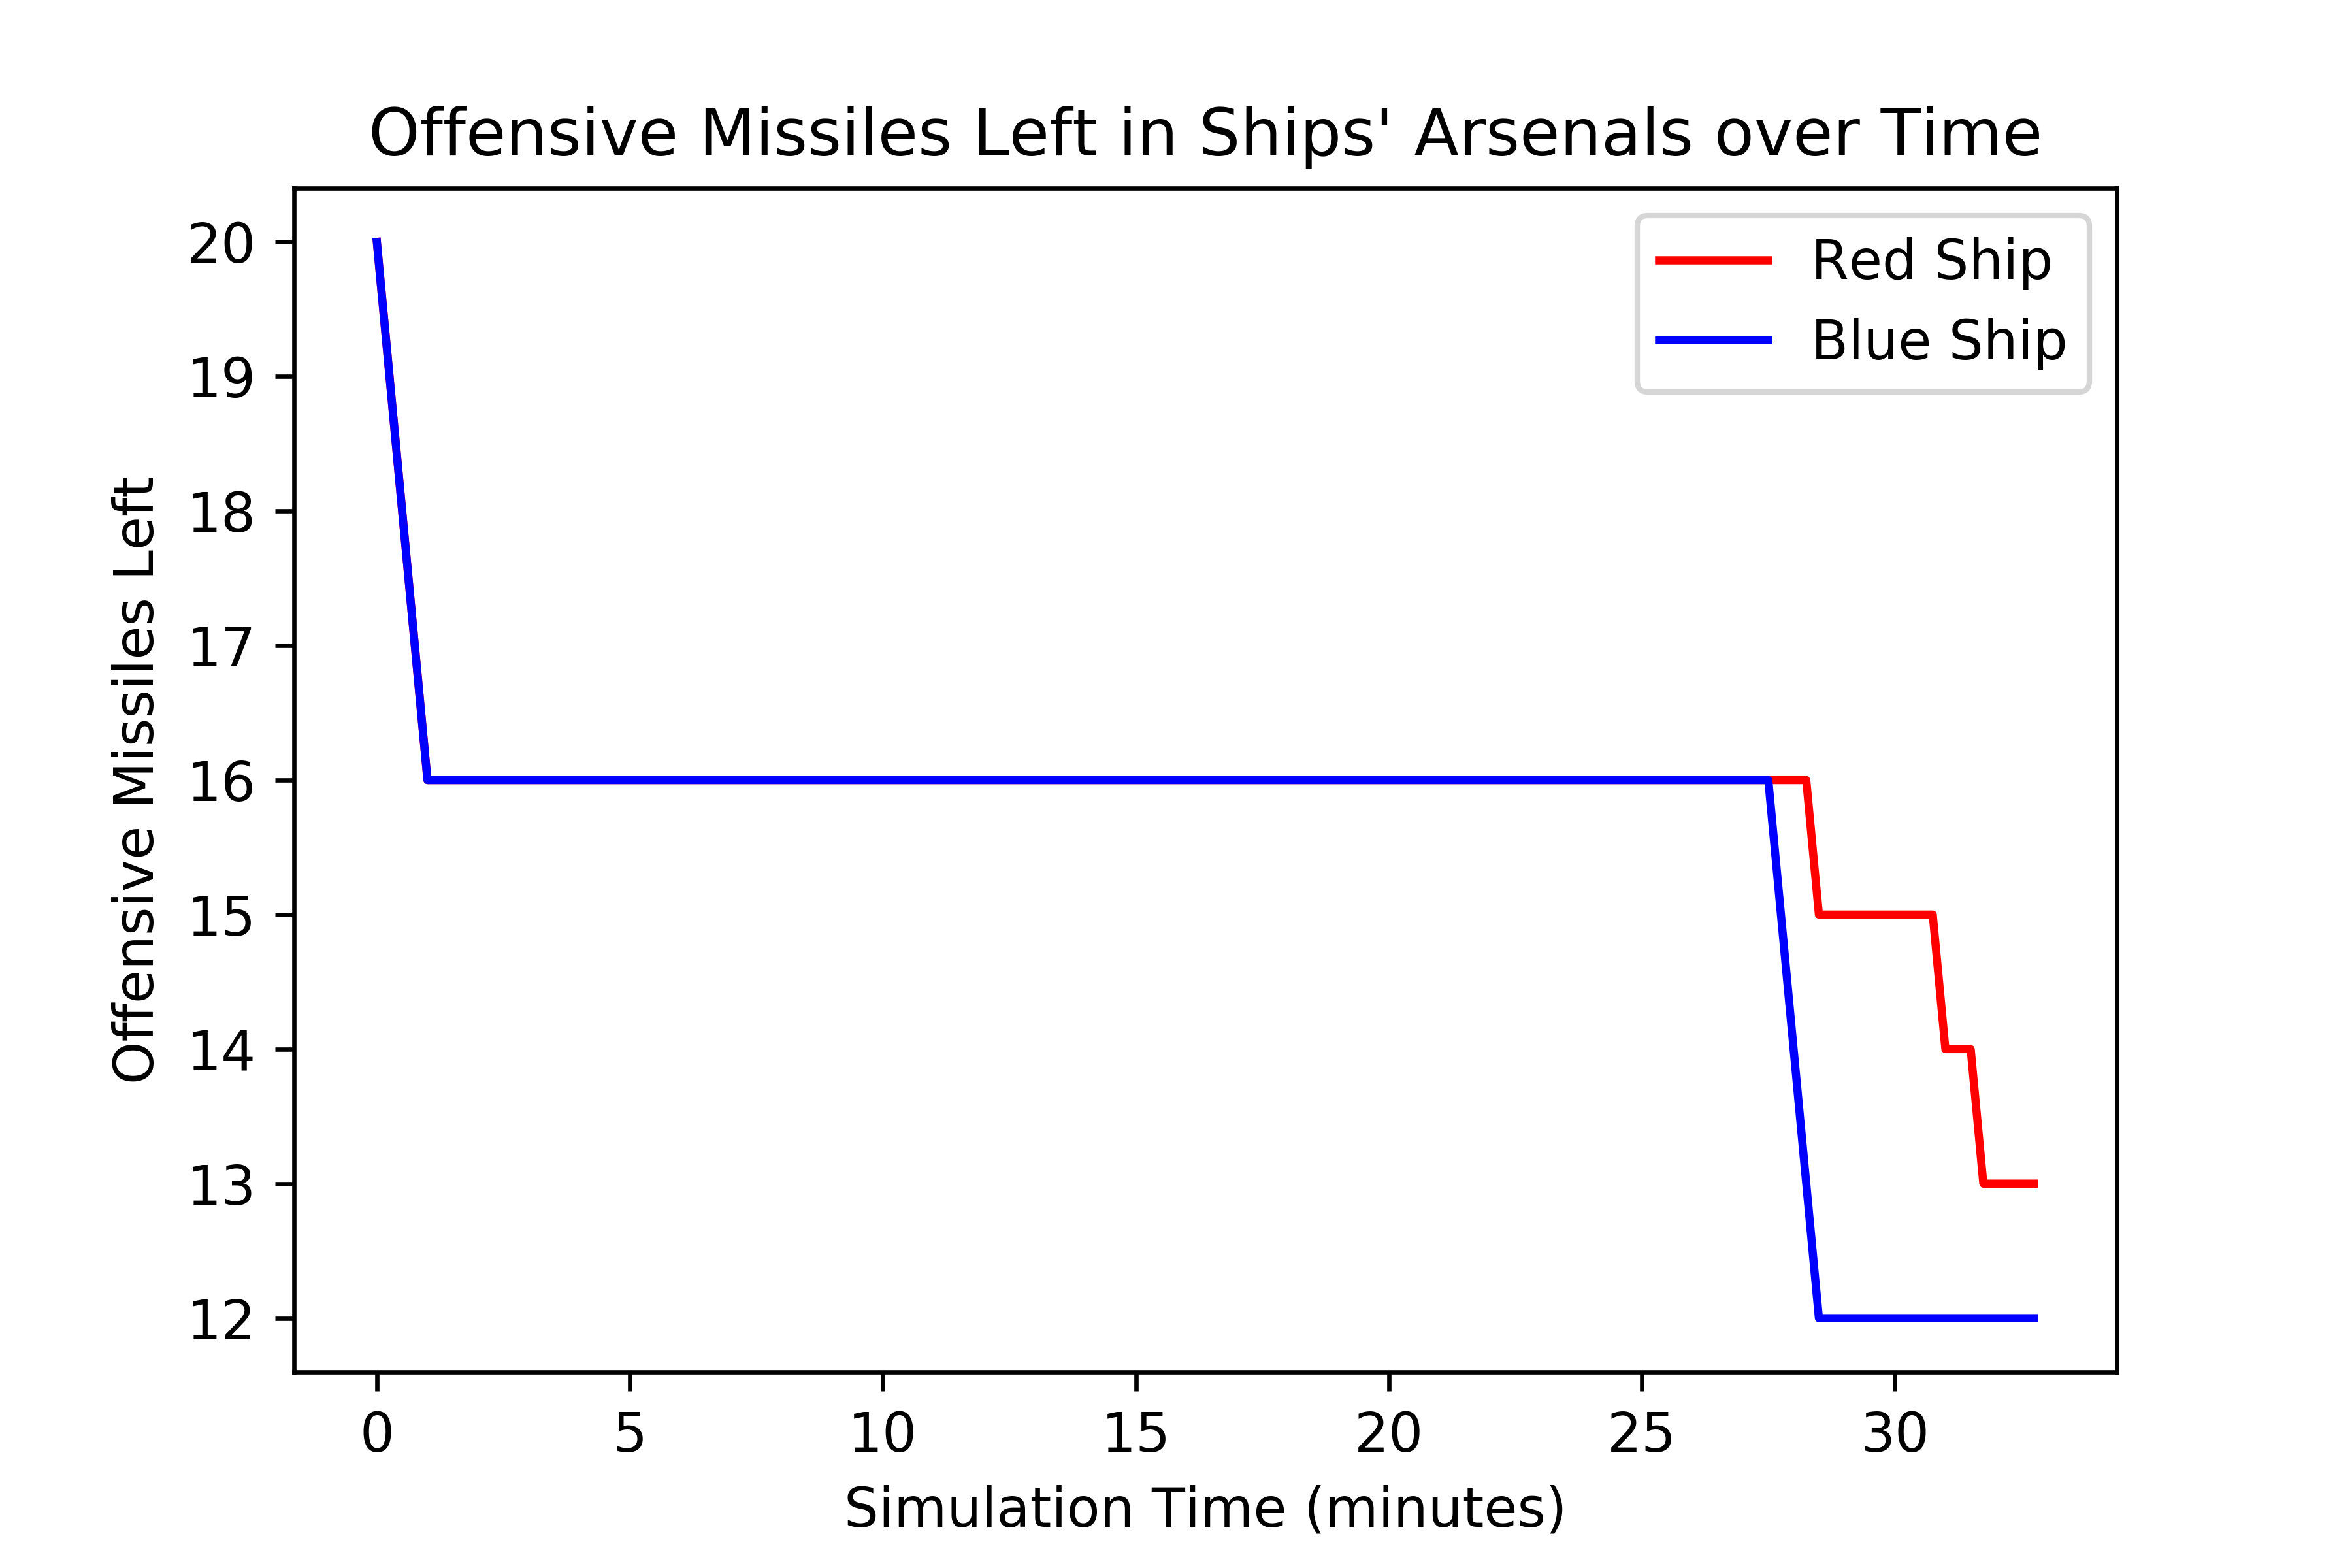 Offensive Missiles Left in Ships' Arsenals over Time
Red Ship
Blue Ship
Offensive Missiles Left
20
19
18
17
16
15
14
13
12
0 5 10 15 20 25 30
Simulation Time (minutes)